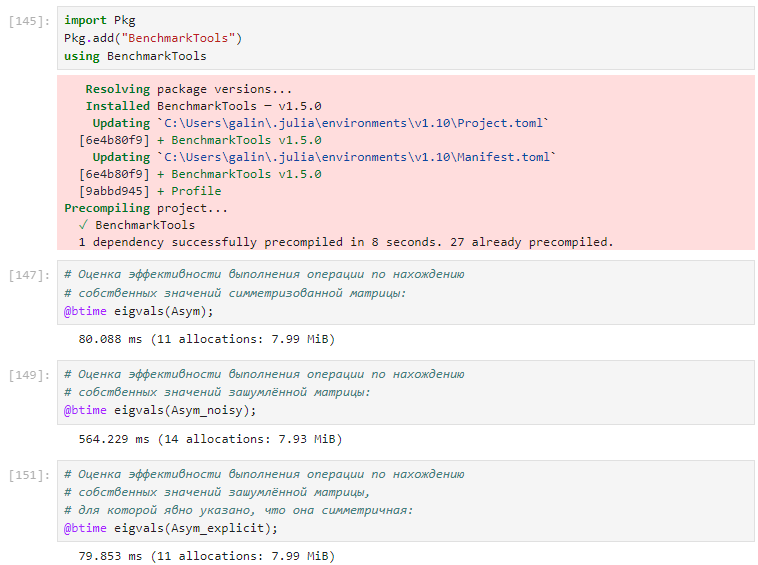 [145]:
import Pkg
Pkg.add("BenchmarkTools")
using BenchmarkTools
Resolving package versions...
Installed BenchmarkTools ─ v1.5.0
Updating `C:\Users\galin\.julia\environments\v1.10\Project.toml`
[6e4b80f9] + BenchmarkTools v1.5.0
Updating `C:\Users\galin\.julia\environments\v1.10\Manifest.toml`
[6e4b80f9] + BenchmarkTools v1.5.0
[9abbd945] + Profile
Precompiling project...
✓ BenchmarkTools
1 dependency successfully precompiled in 8 seconds. 27 already precompiled.
[147]:
# Оценка эффективности выполнения операции по нахождению
# собственных значений симметризованной матрицы:
@btime eigvals(Asym);
80.088 ms (11 allocations: 7.99 MiB)
[149]:
# Оценка эффективности выполнения операции по нахождению
# собственных значений зашумлённой матрицы:
@btime eigvals(Asym_noisy);
564.229 ms (14 allocations: 7.93 MiB)
[151]:
# Оценка эффективности выполнения операции по нахождению
# собственных значений зашумлённой матрицы,
# для которой явно указано, что она симметричная:
@btime eigvals(Asym_explicit);
79.853 ms (11 allocations: 7.99 MiB)